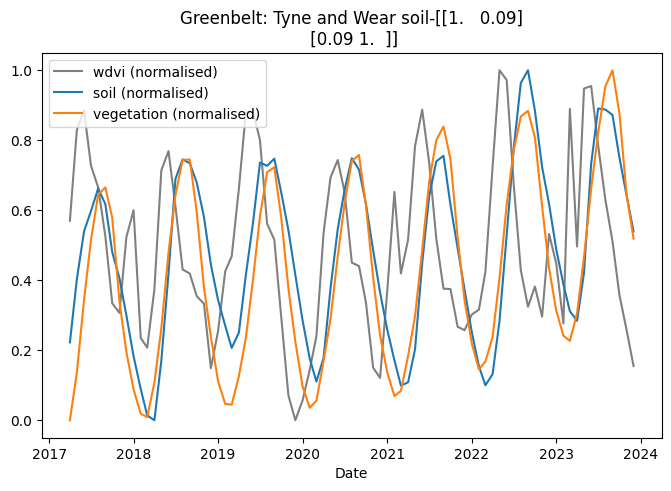 Greenbelt: Tyne and Wear soil-[[1.   0.09]
[0.09 1.  ]]
wdvi (normalised)
soil (normalised)
vegetation (normalised)
1.0
0.8
0.6
0.4
0.2
0.0
2017 2018 2019 2020 2021 2022 2023 2024
Date